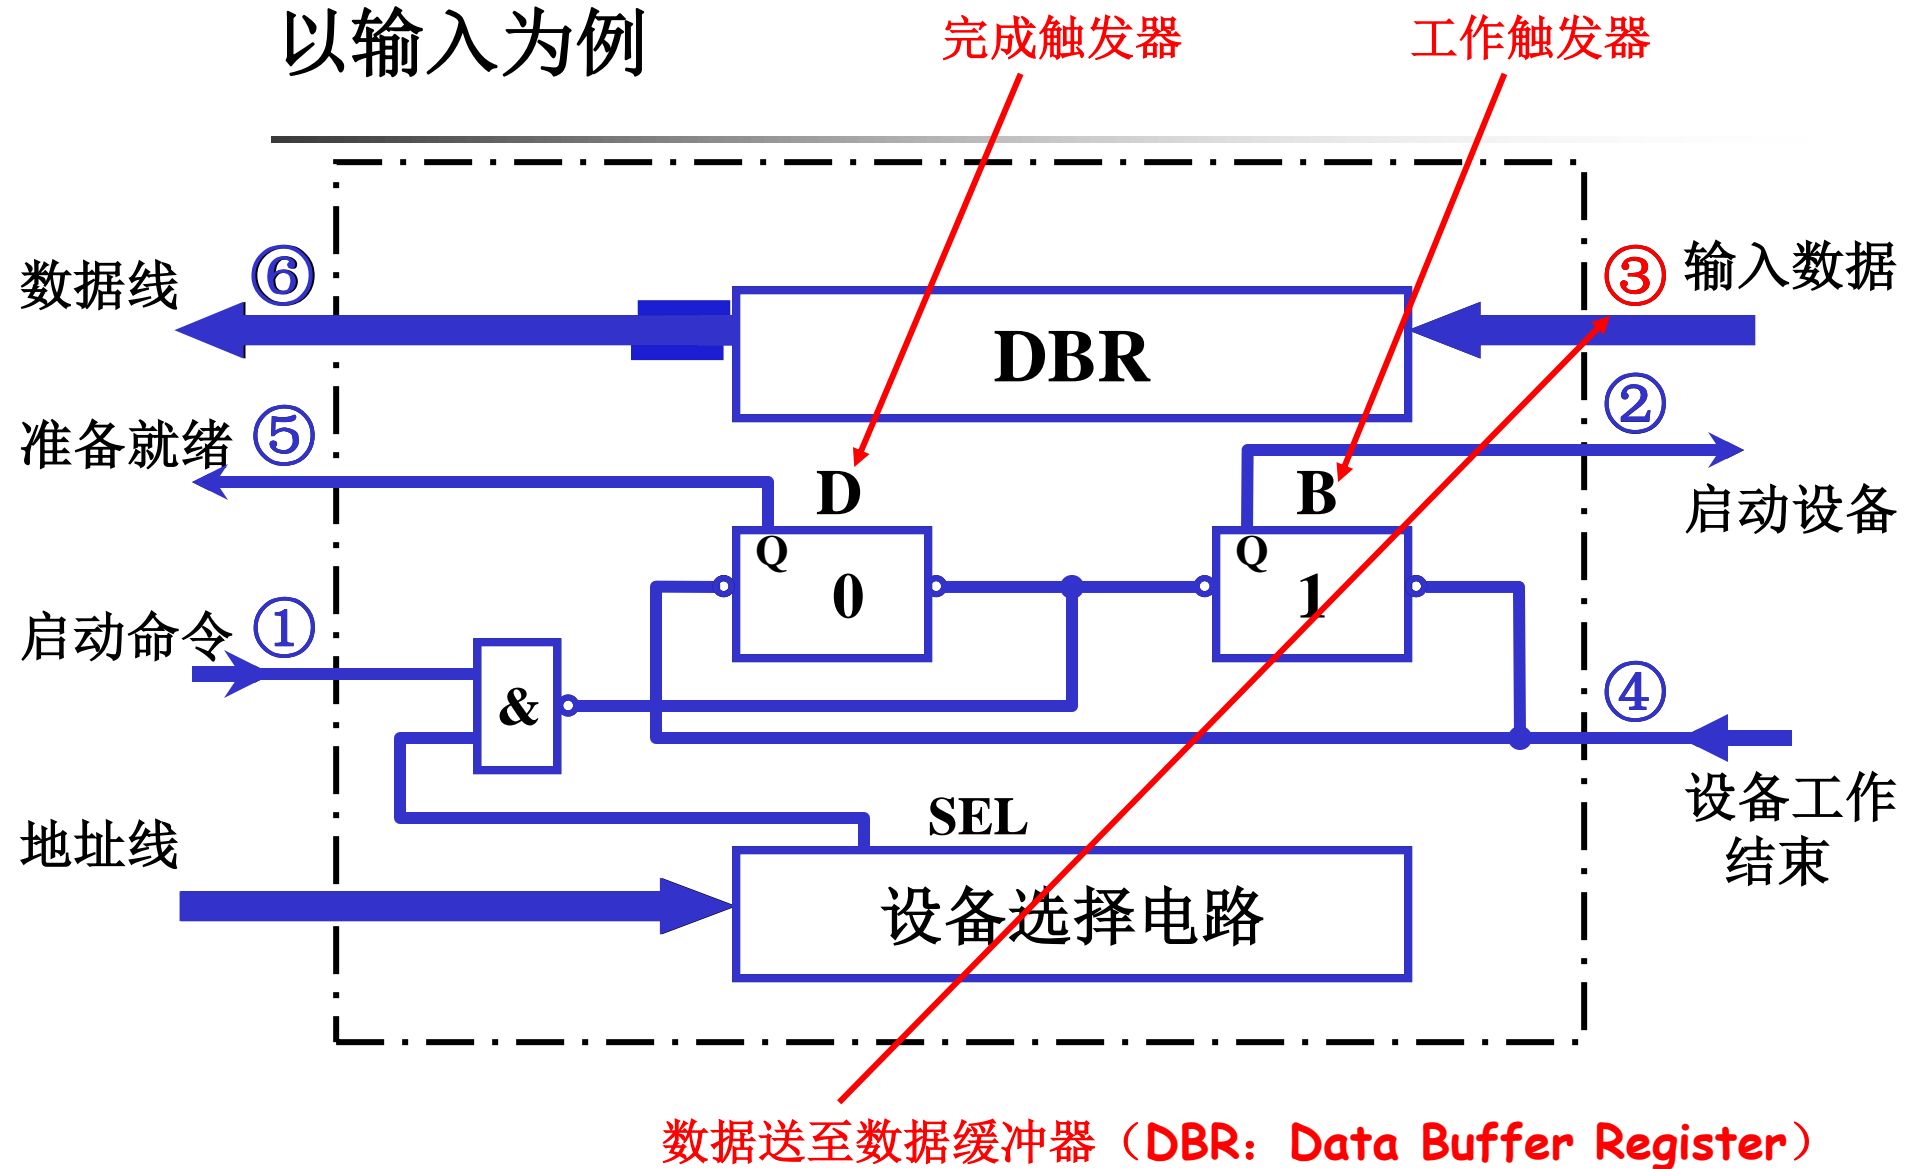 以输入为例
完成触发器
工作触发器
数据线
⑥
③
输入数据
DBR
②
准备就绪
⑤
启动设备
D
B
Q
0
Q
1
启动命令
①
④
&
设备工作
结束
SEL
地址线
设备选择电路
数据送至数据缓冲器（DBR：Data Buffer Register）